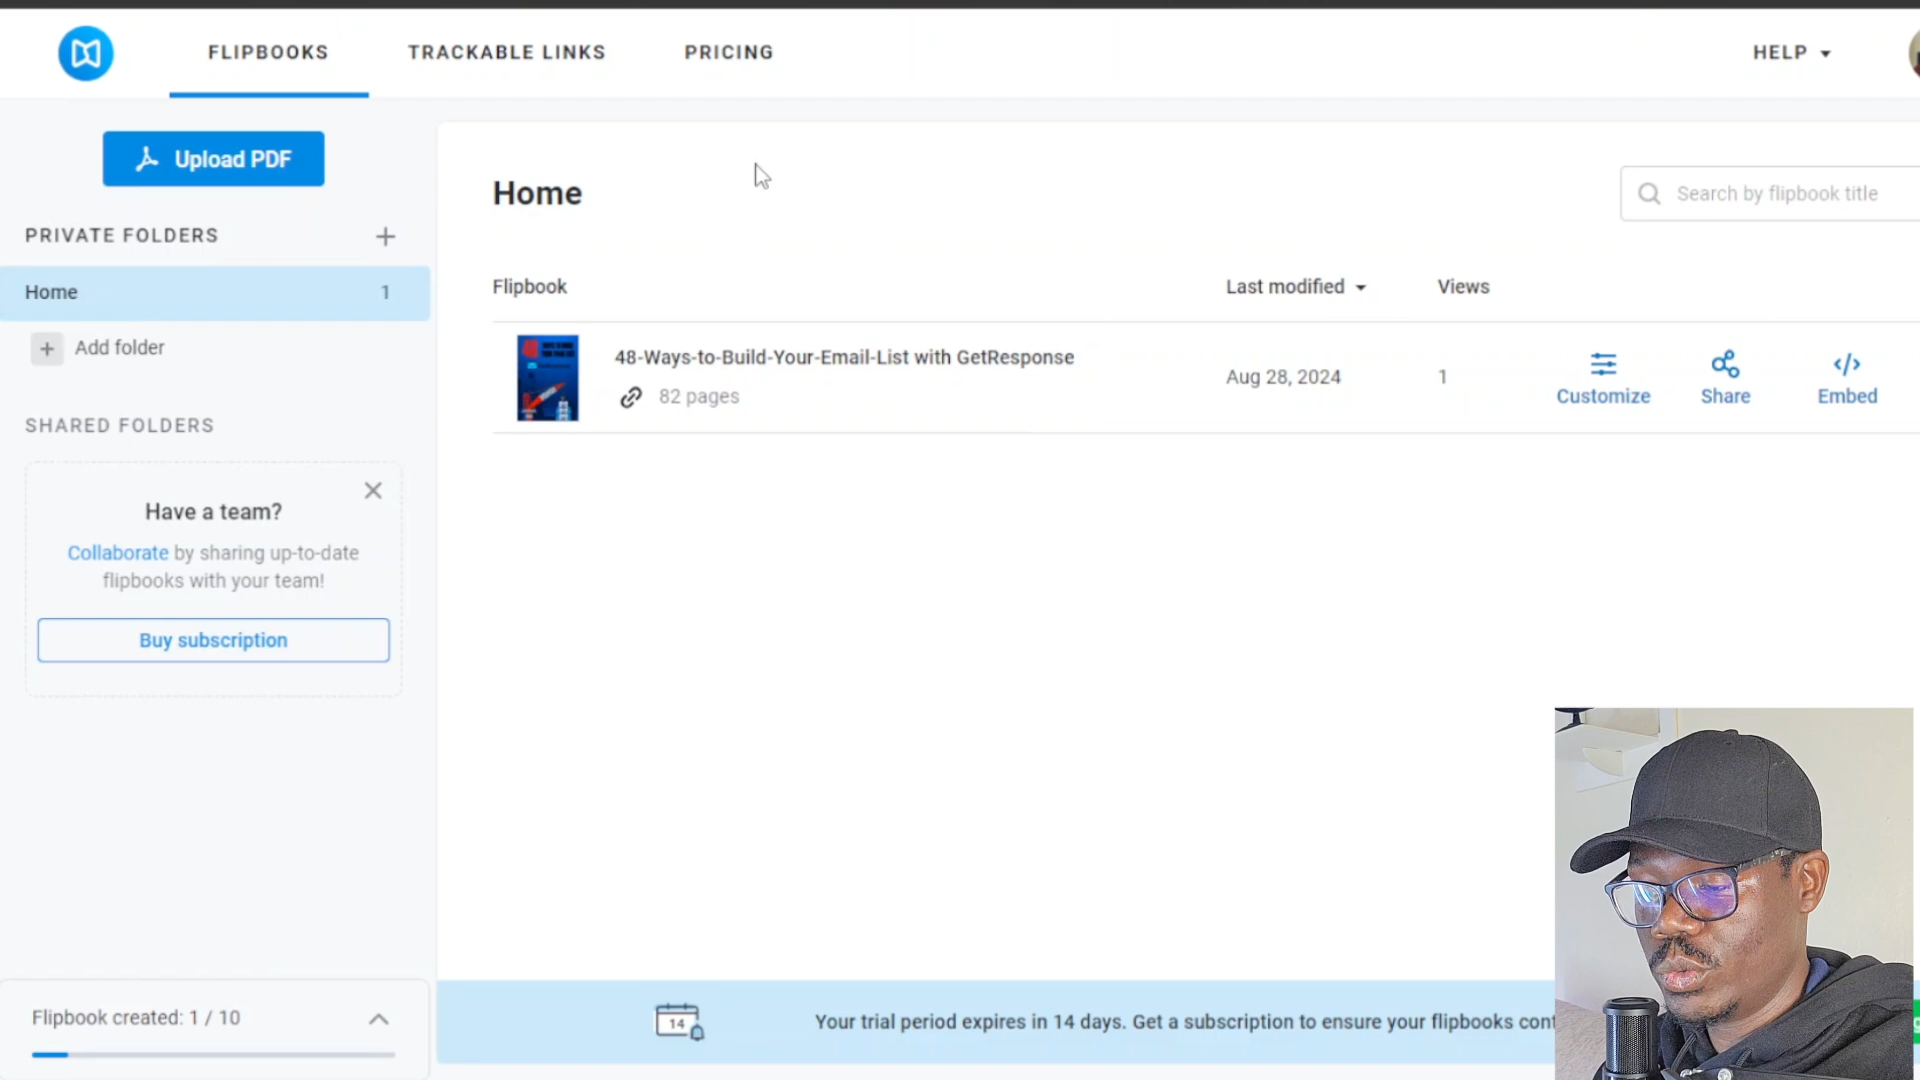 FLIPBOOKS
TRACKABLE LINKS
PRICING
HELP
Upload PDF
PRIVATE FOLDERS
Home 1
Add folder
SHARED FOLDERS
Have a team?
Collaborate by sharing up-to-date
flipbooks with your team!
Buy subscription
Flipbook created: 1 / 10
Home
Search by flipbook title
Flipbook
Last modified
Views
48-Ways-to-Build-Your-Email-List with GetResponse
82 pages
Aug 28, 2024
1
Customize
Share
Embed
14
Your trial period expires in 14 days. Get a subscription to ensure your flipbooks